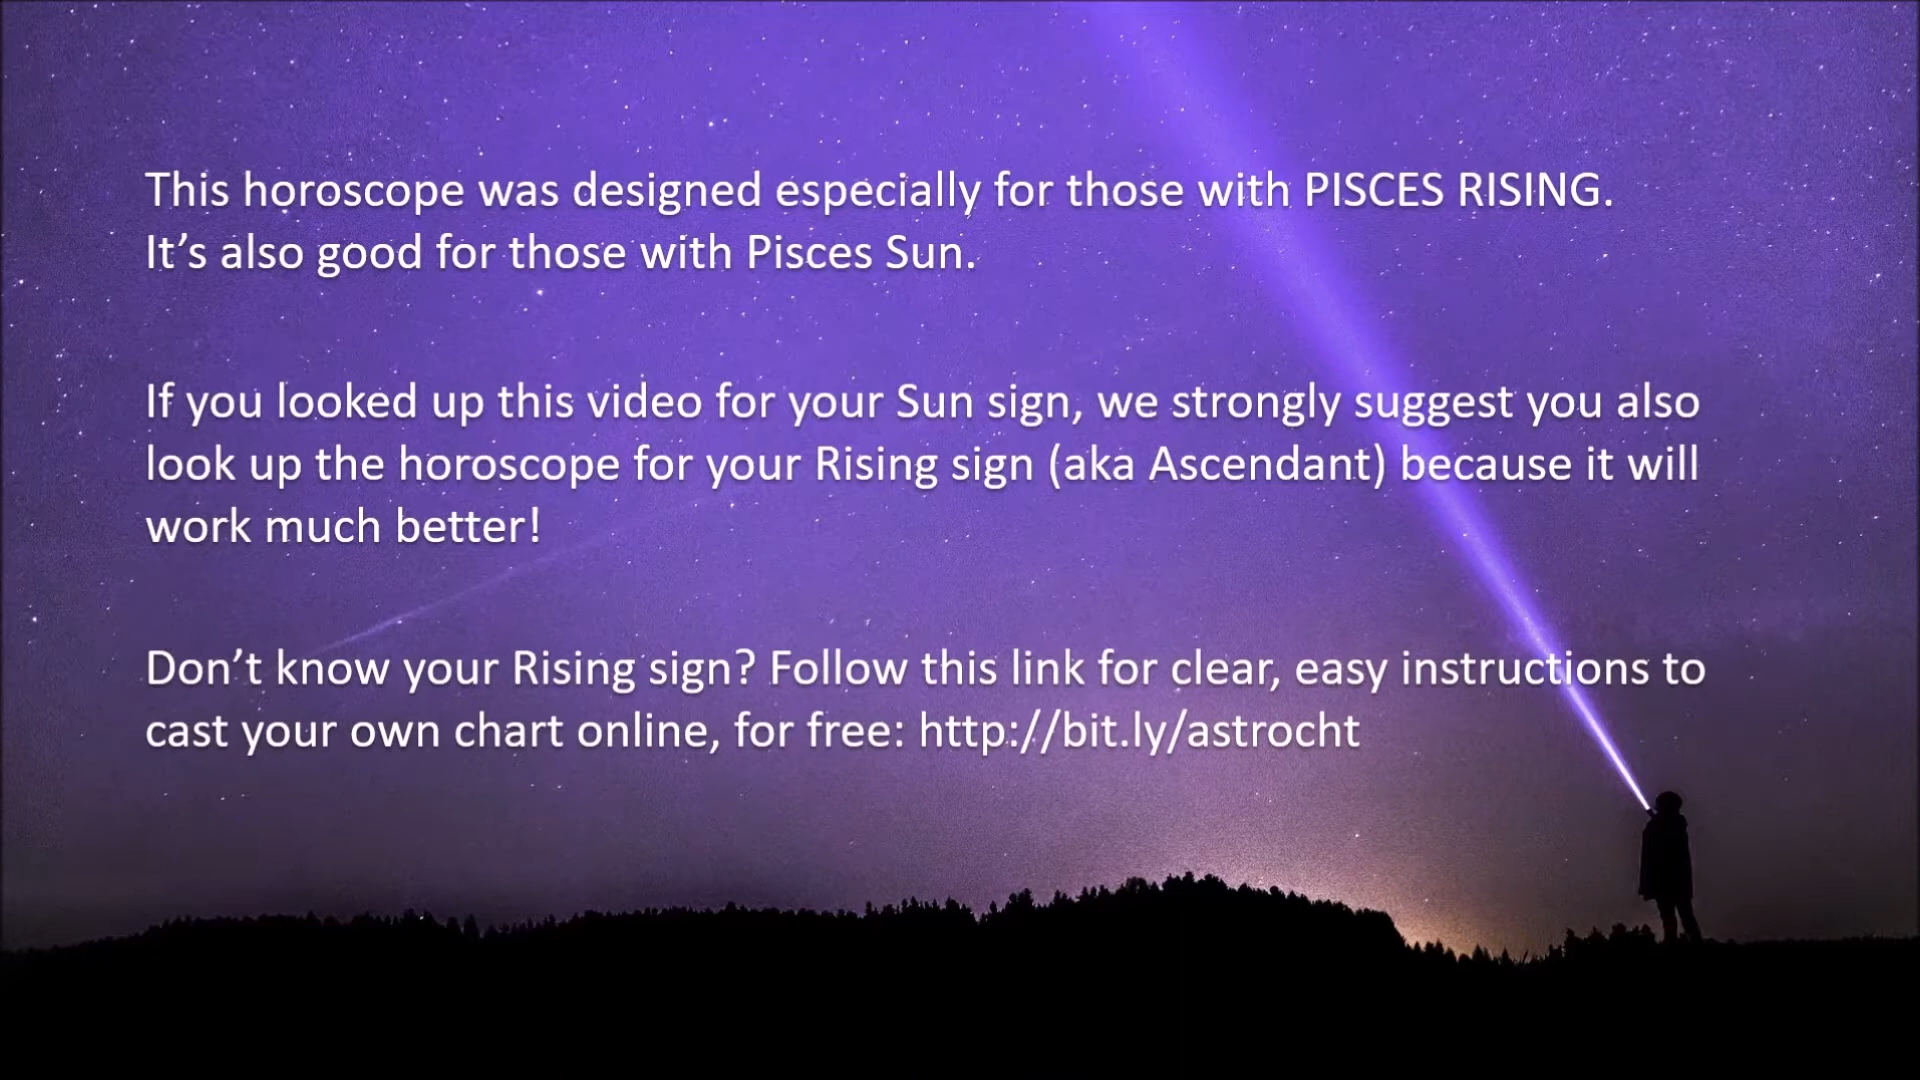 This horoscope was designed especially for those with PISCES RISING.
It’s also good for those with Pisces Sun.
If you looked up this video for your Sun sign, we strongly suggest you also
look up the horoscope for your Rising sign (aka Ascendant) because it will
work much better!
Don’t know your Rising sign? Follow this link for clear, easy instructions to
cast your own chart online, for free: http://bit.ly/astrocht